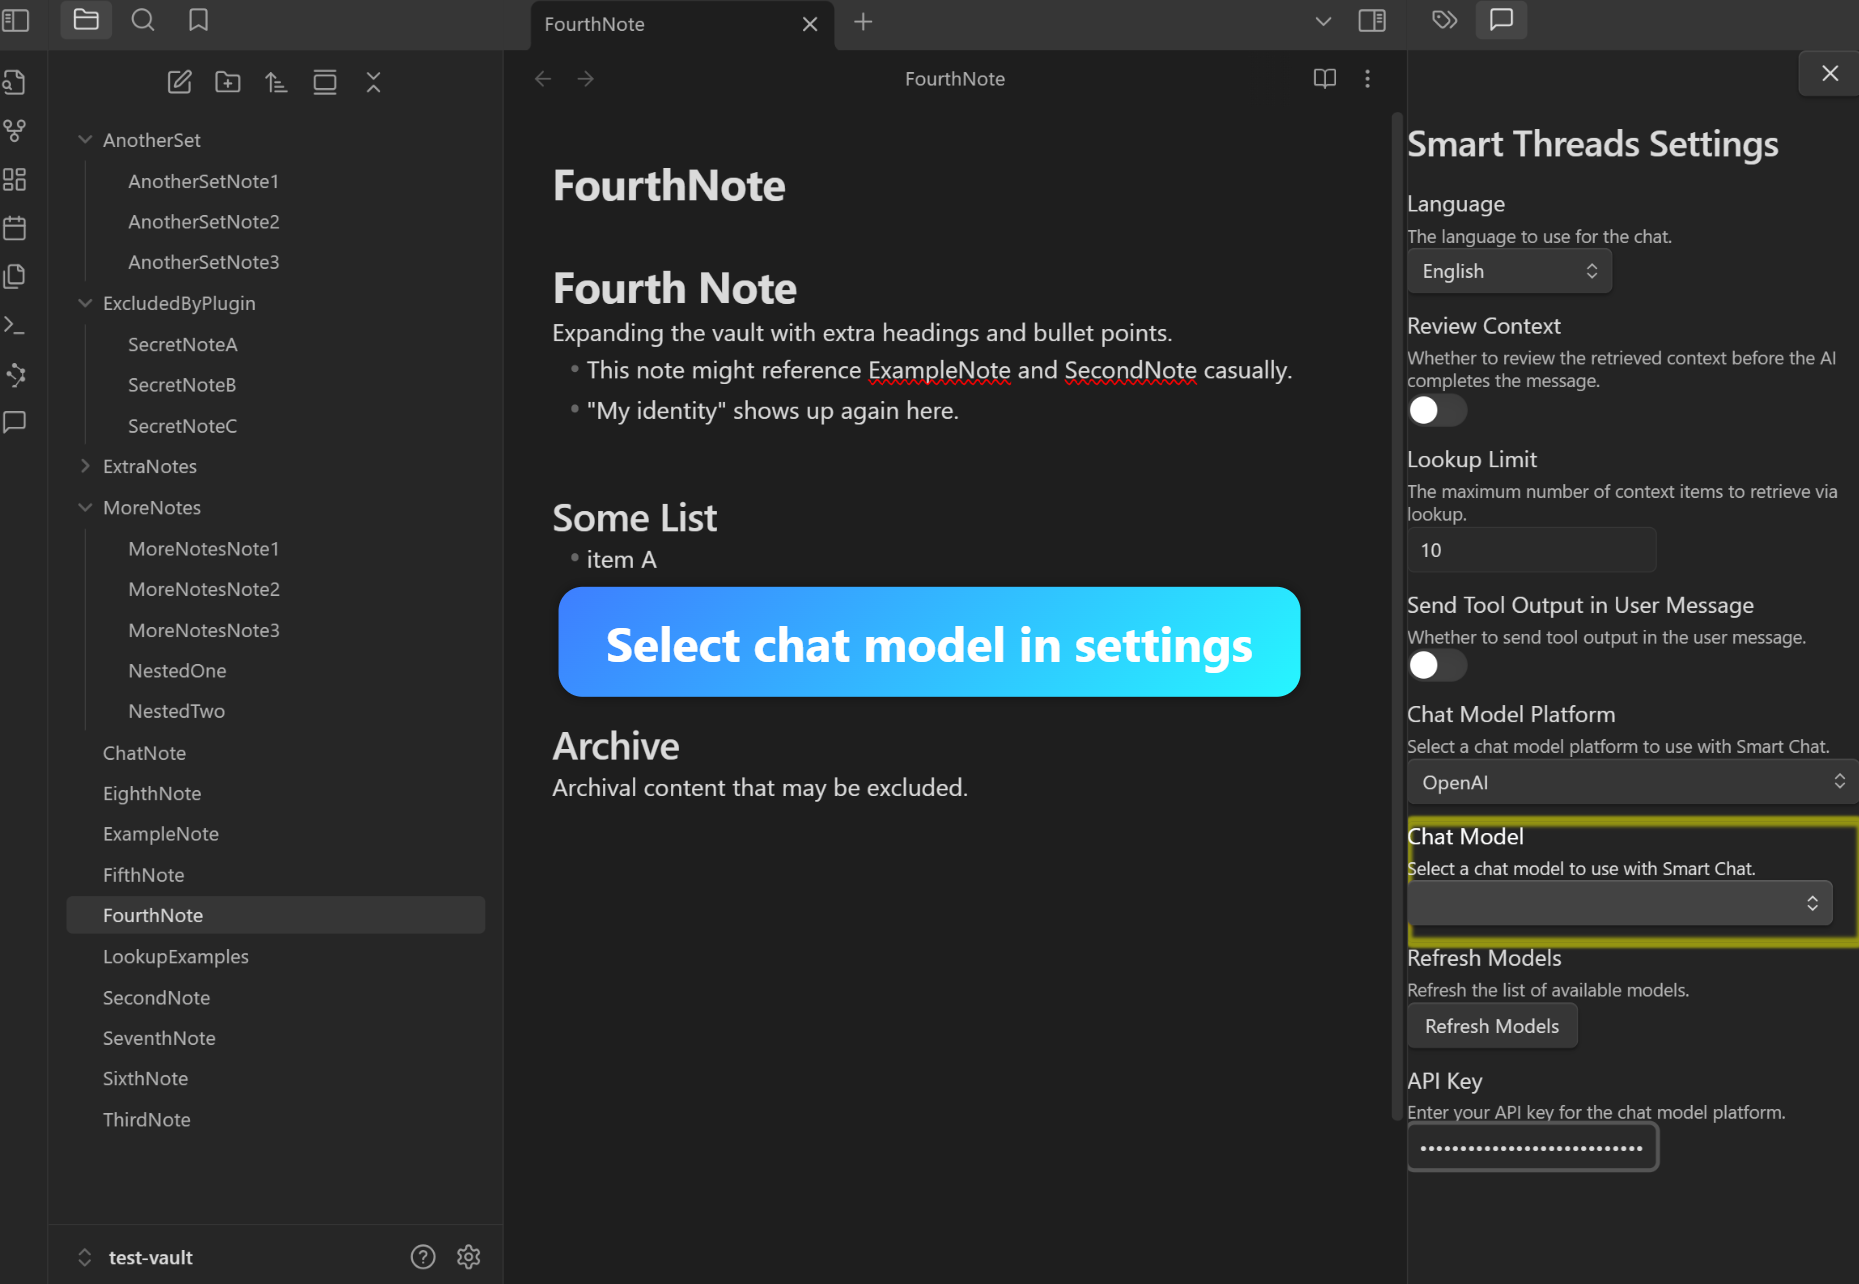 FourthNote
FourthNote
AnotherSet
AnotherSetNote1
AnotherSetNote2
AnotherSetNote3
ExcludedByPlugin
SecretNoteA
SecretNoteB
SecretNoteC
ExtraNotes
MoreNotes
MoreNotesNote1
MoreNotesNote2
MoreNotesNote3
NestedOne
NestedTwo
ChatNote
EighthNote
ExampleNote
FifthNote
FourthNote
LookupExamples
SecondNote
SeventhNote
SixthNote
ThirdNote
test-vault
FourthNote
Fourth Note
Expanding the vault with extra headings and bullet points.
• This note might reference ExampleNote and SecondNote casually.
• "My identity" shows up again here.
Some List
• item A
Select chat model in settings
Archive
Archival content that may be excluded.
Smart Threads Settings
Language
The language to use for the chat.
English
Review Context
Whether to review the retrieved context before the AI
completes the message.
Lookup Limit
The maximum number of context items to retrieve via
lookup.
10
Send Tool Output in User Message
Whether to send tool output in the user message.
Chat Model Platform
Select a chat model platform to use with Smart Chat.
OpenAI
Chat Model
Select a chat model to use with Smart Chat.
Refresh Models
Refresh the list of available models.
Refresh Models
API Key
Enter your API key for the chat model platform.
••••••••••••••••••••••••••••